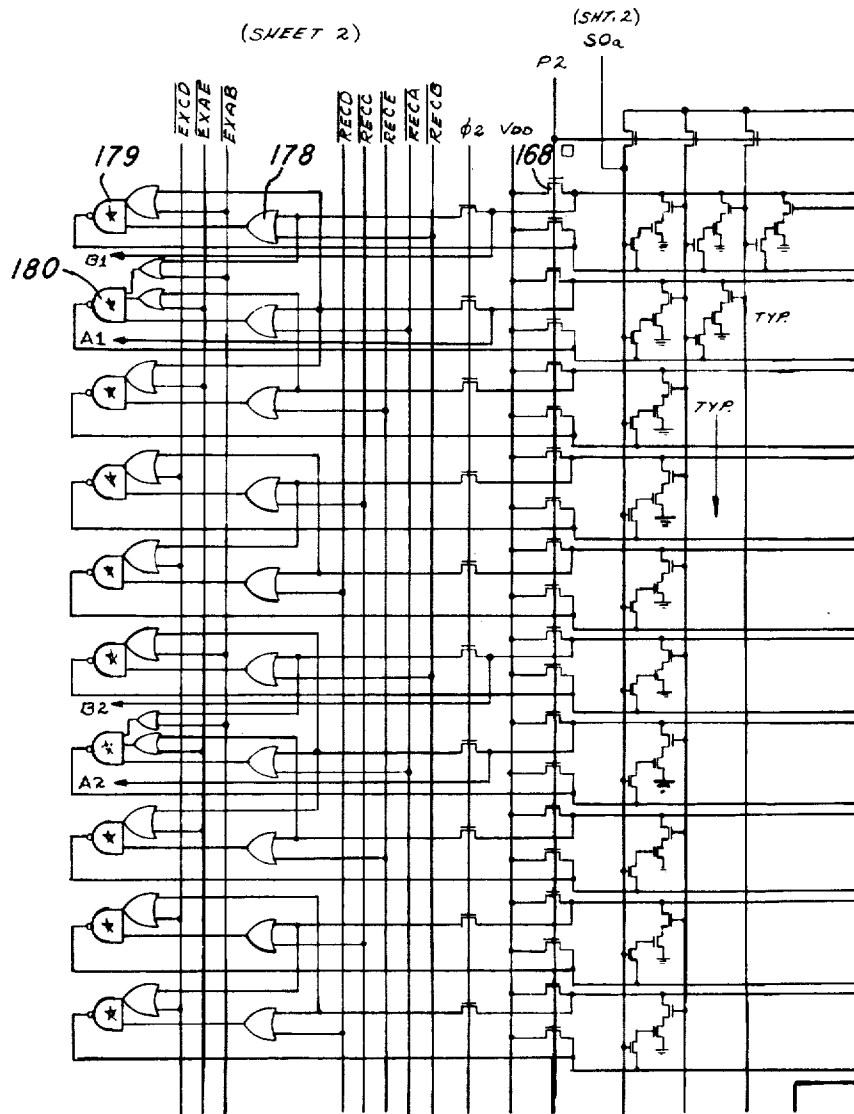 (SHEET 2)
(SHT. 2)
SOa
P2
EXCD
EXAE
EXAB
RECD
RECC
RECE
RECA
RECB
φ2
VDD
179
178
168
B1
180
A1
TYP.
TYP.
B2
A2